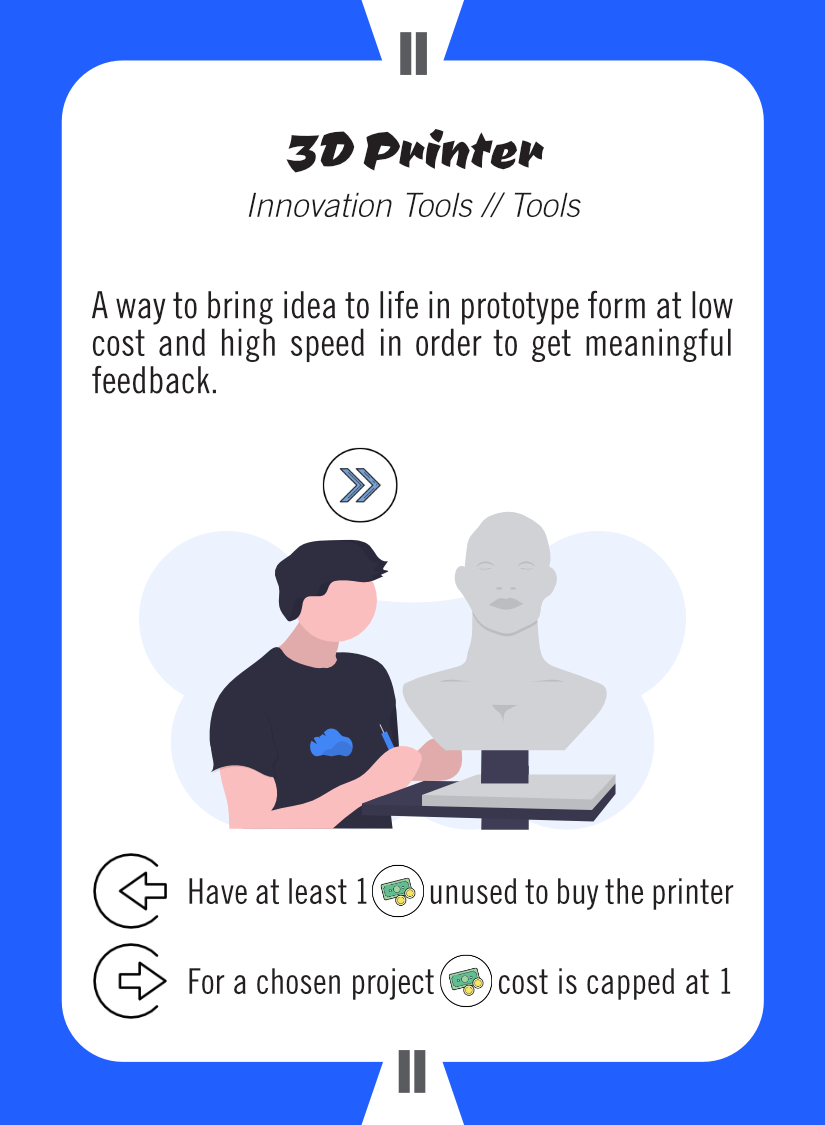 II
3D Printer
Innovation Tools // Tools
A way to bring idea to life in prototype form at low
cost and high speed in order to get meaningful
feedback.
Have at least 1 unused to buy the printer
For a chosen project cost is capped at 1
II